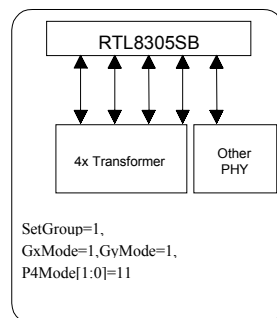 RTL8305SB
4x Transformer
Other
PHY
SetGroup=1,
GxMode=1,GyMode=1,
P4Mode[1:0]=11